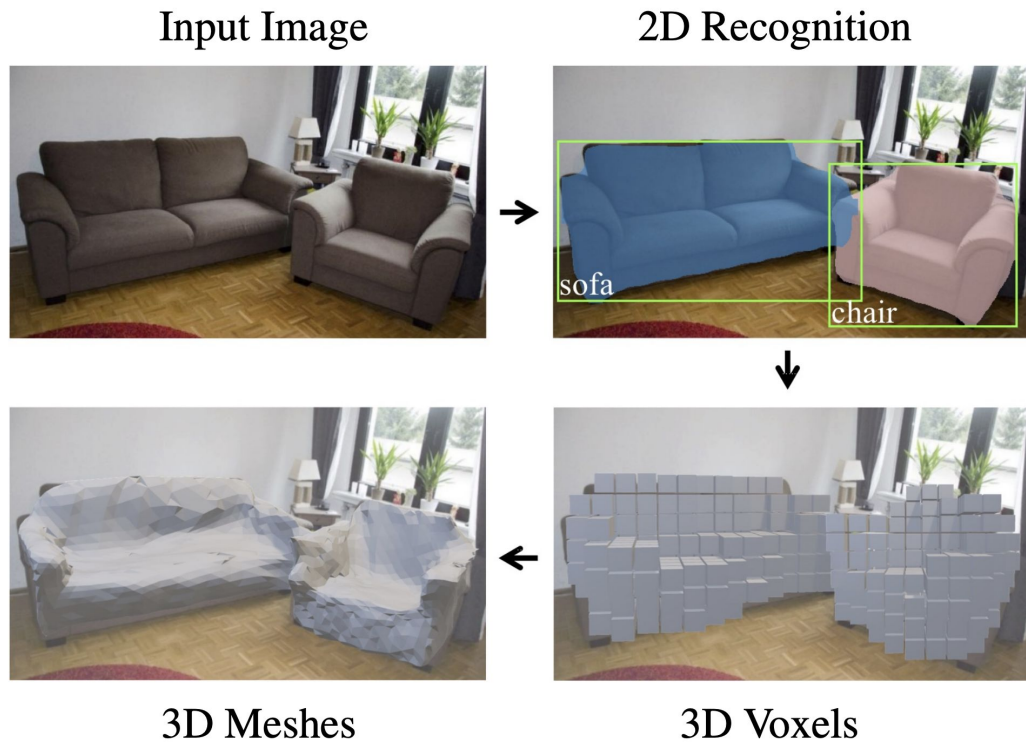 Input Image
2D Recognition
sofa
chair
3D Meshes
3D Voxels